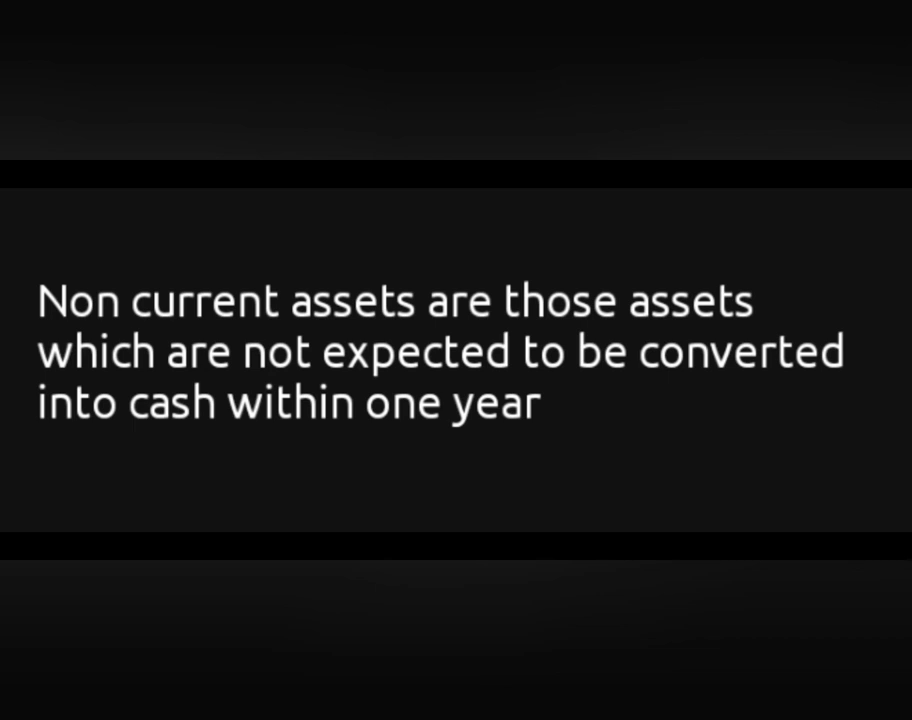 Non current assets are those assets
which are not expected to be converted
into cash within one year